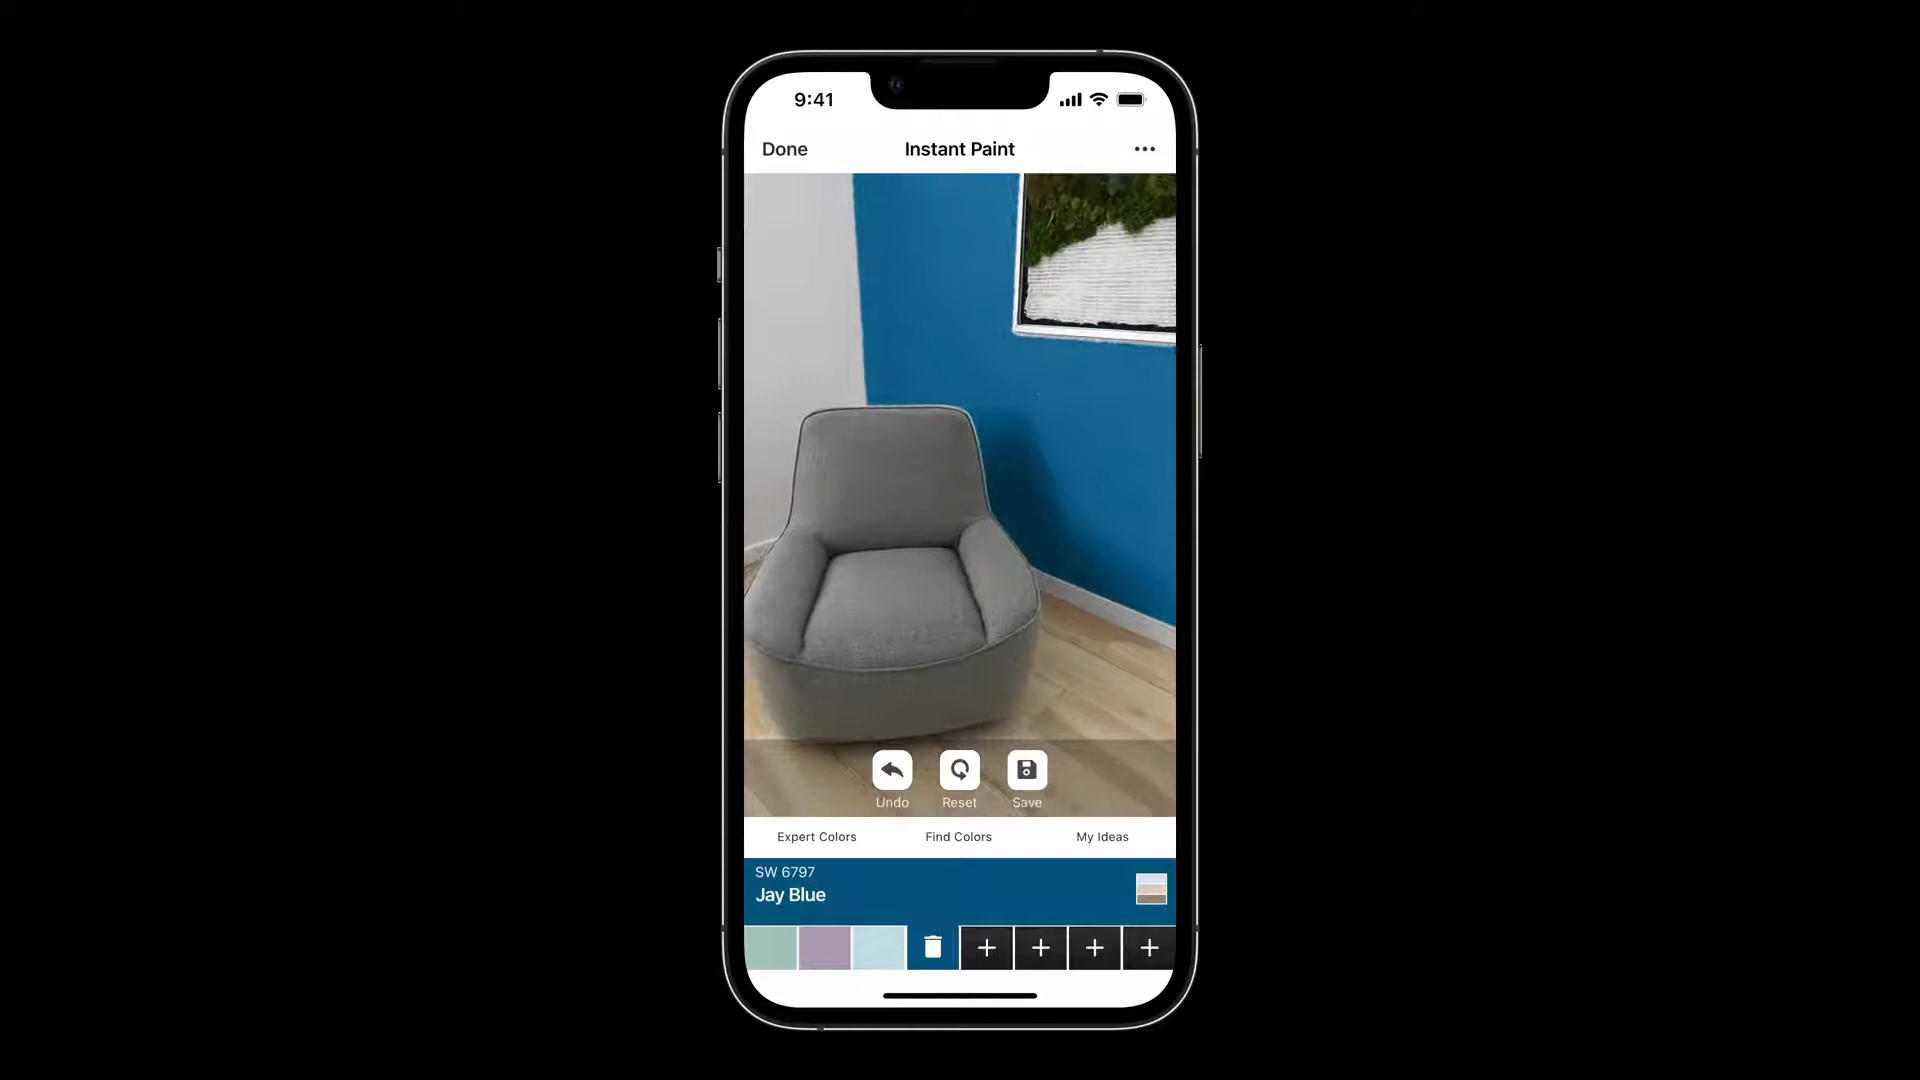 9:41
Done
Instant Paint
Undo
Reset
Save
Expert Colors
Find Colors
My Ideas
SW 6797
Jay Blue